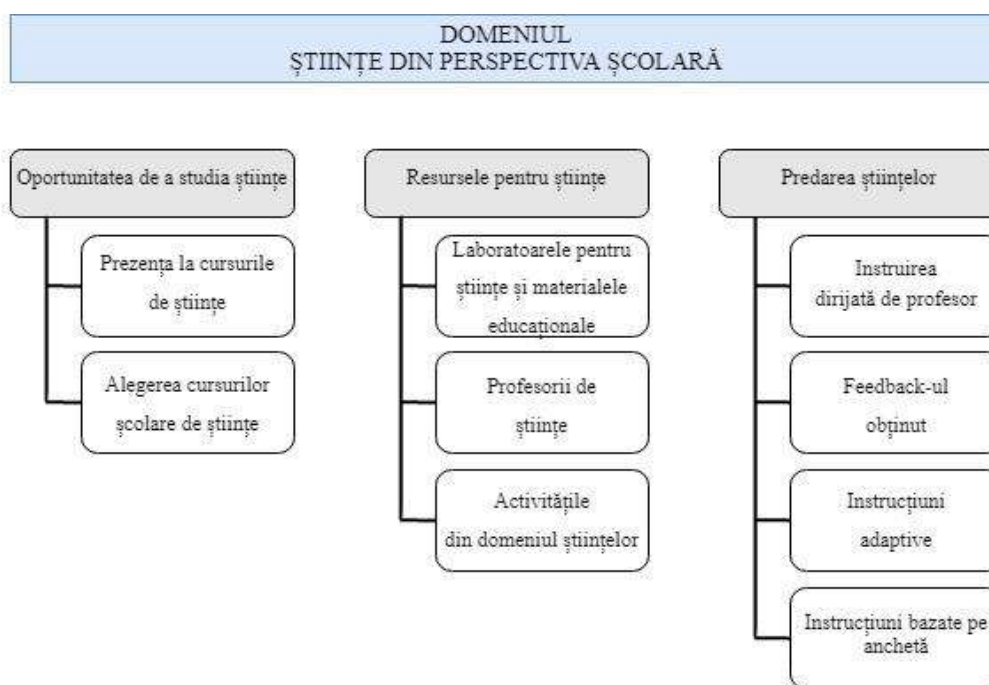 DOMENIUL
ȘTIINȚE DIN PERSPECTIVA ȘCOLARĂ
Oportunitatea de a studia științe
Prezența la cursurile
de științe
Alegerea cursurilor
școlare de științe
Resursele pentru științe
Laboratoarele pentru
științe și materialele
educaționale
Profesorii de
științe
Activitățile
din domeniul științelor
Predarea științelor
Instruirea
dirijată de profesor
Feedback-ul
obținut
Instrucțiuni
adaptive
Instrucțiuni bazate pe
anchetă